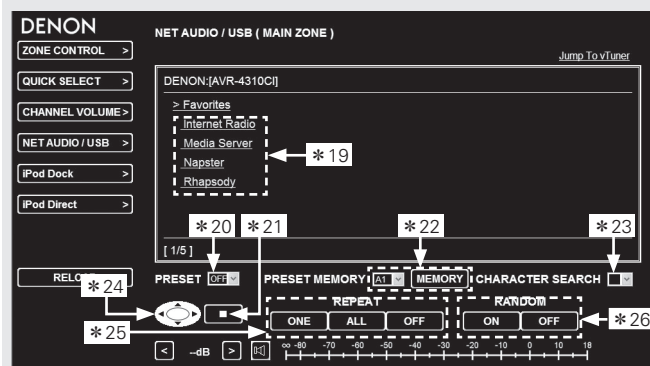 DENON
NET AUDIO / USB ( MAIN ZONE )
ZONE CONTROL >
Jump To vTuner
QUICK SELECT >
DENON:[AVR-4310CI]
> Favorites
CHANNEL VOLUME >
Internet Radio
NET AUDIO / USB >
Media Server
*19
Napster
iPod Dock >
Rhapsody
iPod Direct >
*20 *21 *22 *23
[ 1/5 ]
PRESET OFF PRESET MEMORY A1 MEMORY CHARACTER SEARCH
*24
REPEAT RANDOM
*25 ONE ALL OFF ON OFF *26
< --dB > ∞ -80 -70 -60 -50 -40 -30 -20 -10 0 10 18